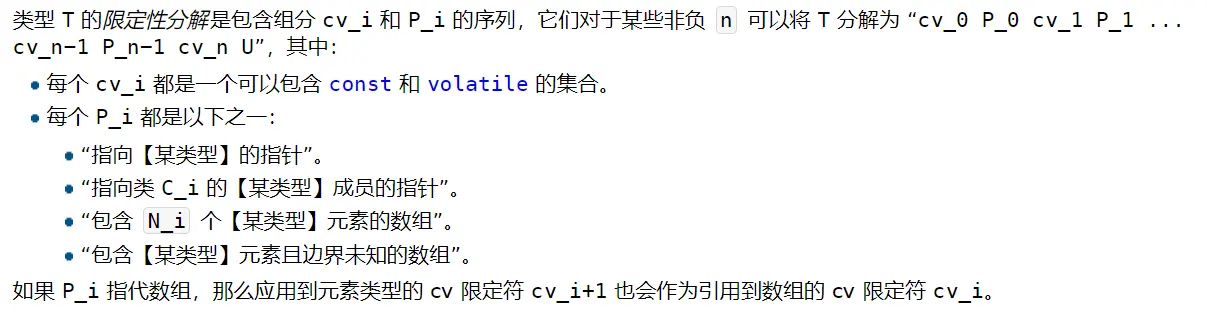 类型 T 的限定性分解是包含组分 cv_i 和 P_i 的序列，它们对于某些非负 n 可以将 T 分解为 “cv_0 P_0 cv_1 P_1 ...
cv_n−1 P_n−1 cv_n U”，其中：
• 每个 cv_i 都是一个可以包含 const 和 volatile 的集合。
• 每个 P_i 都是以下之一：
• “指向【某类型】的指针”。
• “指向类 C_i 的【某类型】成员的指针”。
• “包含 N_i 个【某类型】元素的数组”。
• “包含【某类型】元素且边界未知的数组”。
如果 P_i 指代数组，那么应用到元素类型的 cv 限定符 cv_i+1 也会作为引用到数组的 cv 限定符 cv_i。